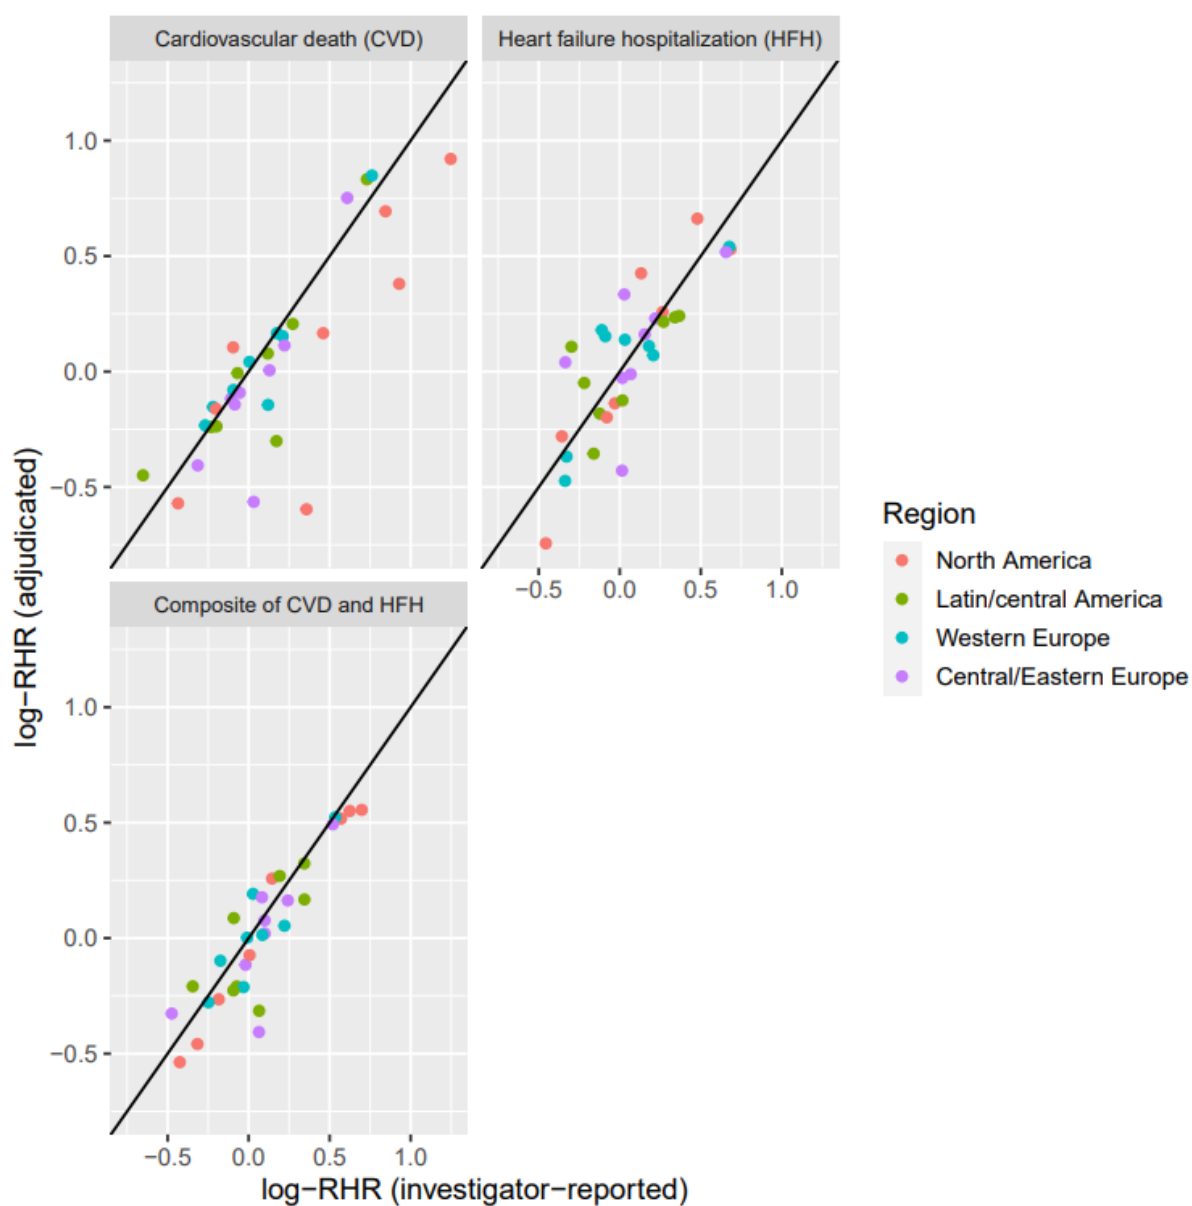 Cardiovascular death (CVD)
Heart failure hospitalization (HFH)
1.0
0.5
0.0
−0.5
−0.5 0.0 0.5 1.0
Composite of CVD and HFH
1.0
0.5
0.0
−0.5
−0.5 0.0 0.5 1.0
log−RHR (adjudicated)
log−RHR (investigator−reported)
Region
North America
Latin/central America
Western Europe
Central/Eastern Europe